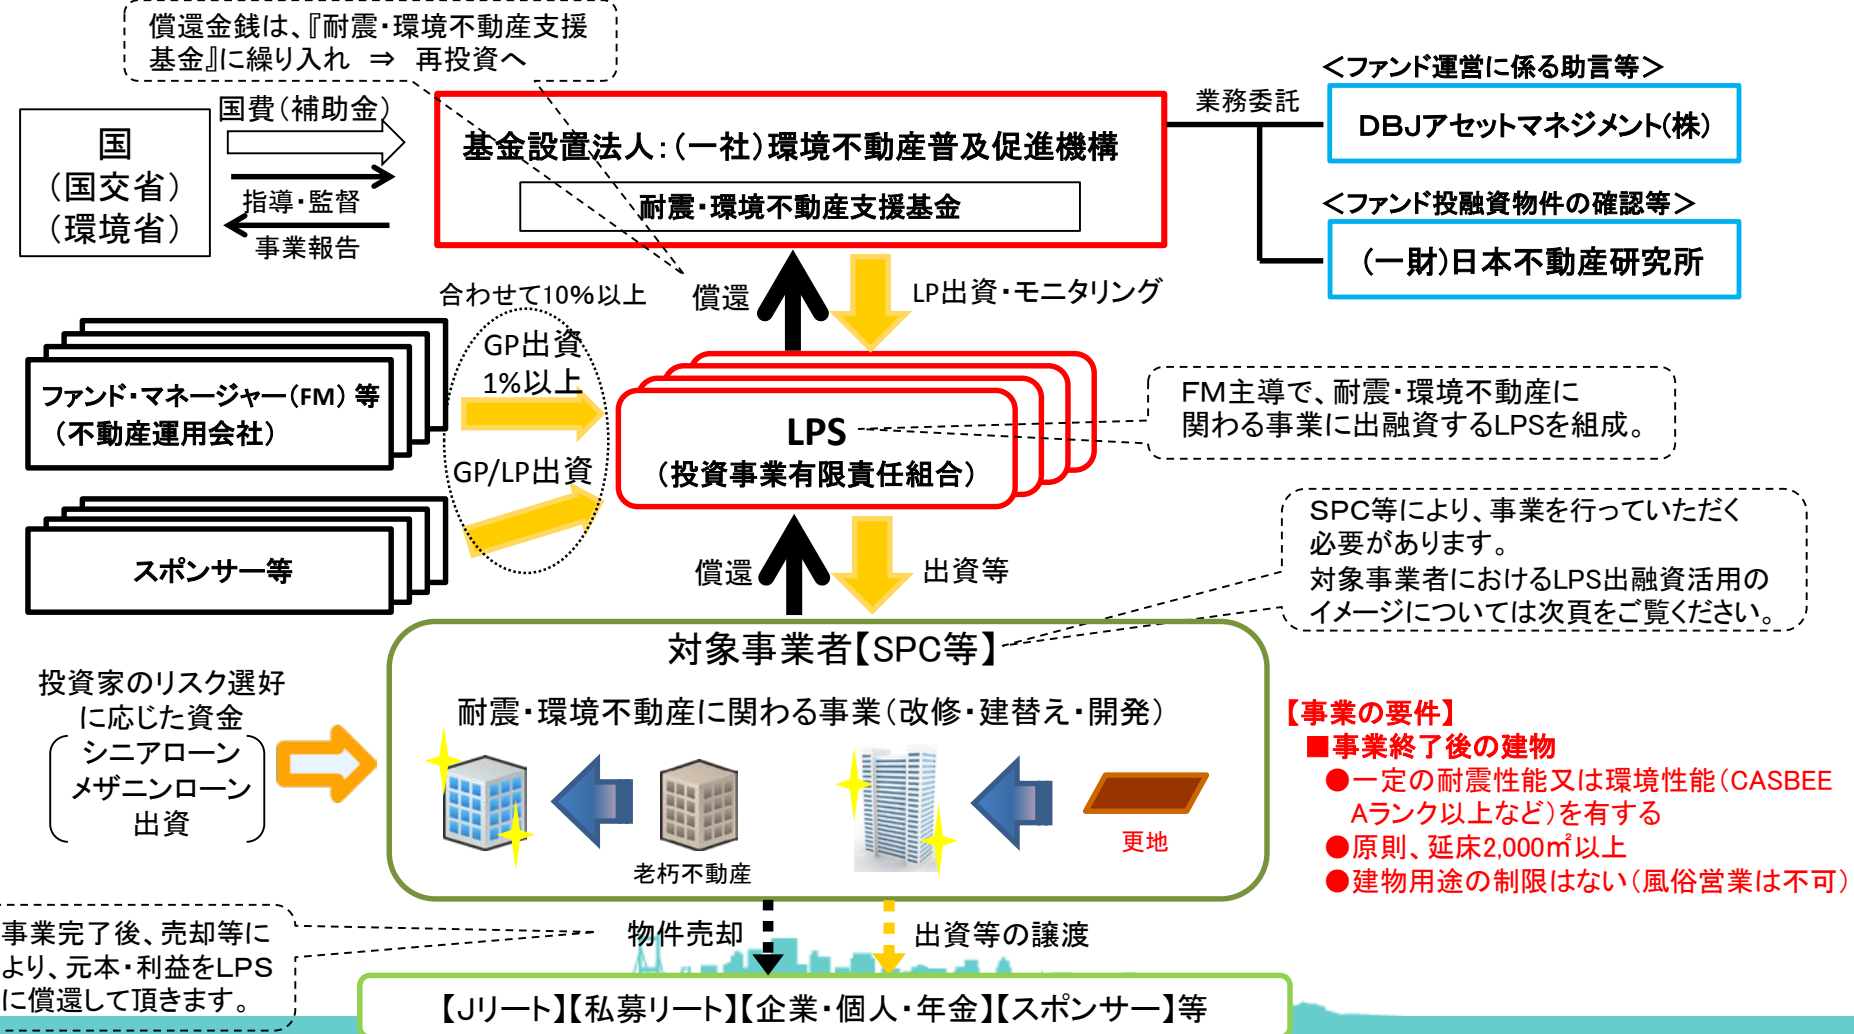 償還金銭は、『耐震・環境不動産支援
基金』に繰り入れ ⇒ 再投資へ
国
（国交省）
（環境省）
国費（補助金）
指導・監督
事業報告
基金設置法人：（一社）環境不動産普及促進機構
耐震・環境不動産支援基金
業務委託
＜ファンド運営に係る助言等＞
ＤＢＪアセットマネジメント(株)
＜ファンド投融資物件の確認等＞
(一財)日本不動産研究所
償還
LP出資・モニタリング
合わせて10%以上
GP出資
1%以上
GP/LP出資
ファンド・マネージャー（FM）等
（不動産運用会社）
スポンサー等
LPS
（投資事業有限責任組合）
ＦＭ主導で、耐震・環境不動産に
関わる事業に出融資するLPSを組成。
償還
出資等
ＳＰＣ等により、事業を行っていただく
必要があります。
対象事業者におけるLPS出融資活用の
イメージについては次頁をご覧ください。
対象事業者【SPC等】
耐震・環境不動産に関わる事業（改修・建替え・開発）
老朽不動産
更地
投資家のリスク選好
に応じた資金
シニアローン
メザニンローン
出資
【事業の要件】
■事業終了後の建物
●一定の耐震性能又は環境性能（CASBEE
Aランク以上など）を有する
●原則、延床2,000㎡以上
●建物用途の制限はない（風俗営業は不可）
事業完了後、売却等に
より、元本・利益をLPS
に償還して頂きます。
物件売却
出資等の譲渡
【Jリート】【私募リート】【企業・個人・年金】【スポンサー】等